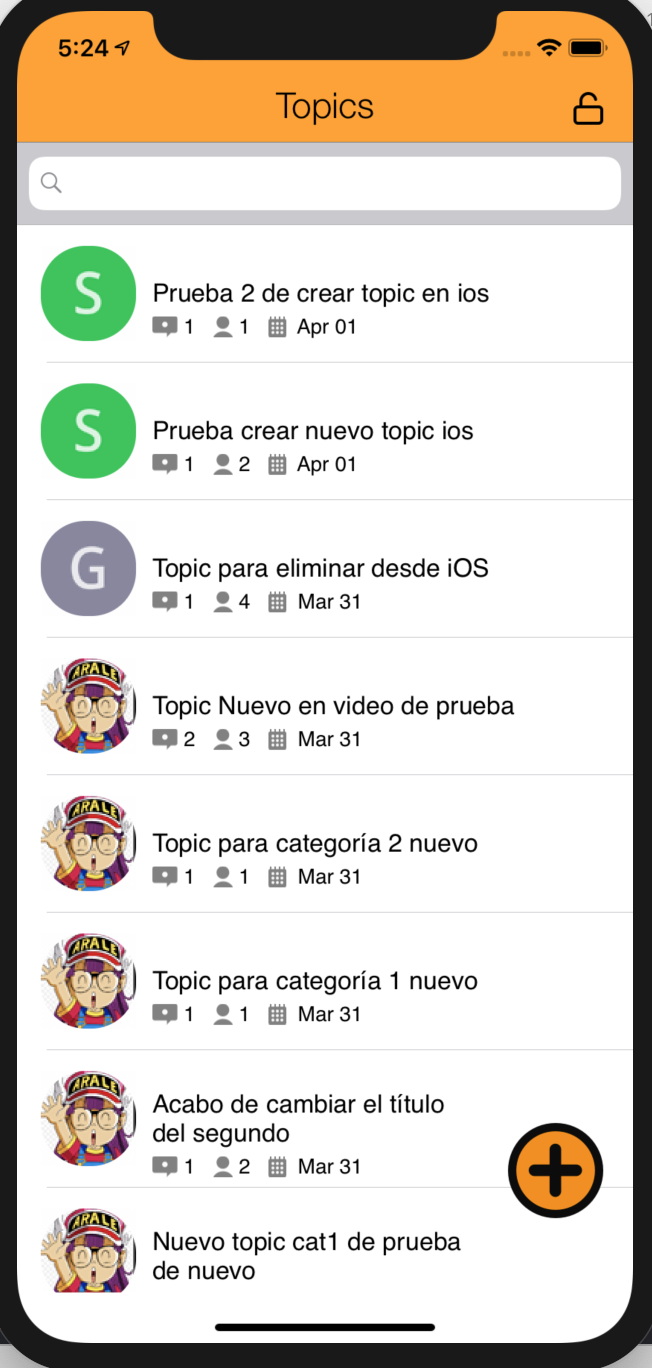 5:24
Topics
S
Prueba 2 de crear topic en ios
1 1 Apr 01
S
Prueba crear nuevo topic ios
1 2 Apr 01
G
Topic para eliminar desde iOS
1 4 Mar 31
ARALE
Topic Nuevo en video de prueba
2 3 Mar 31
ARALE
Topic para categoría 2 nuevo
1 1 Mar 31
ARALE
Topic para categoría 1 nuevo
1 1 Mar 31
ARALE
Acabo de cambiar el título
del segundo
1 2 Mar 31
ARALE
Nuevo topic cat1 de prueba
de nuevo